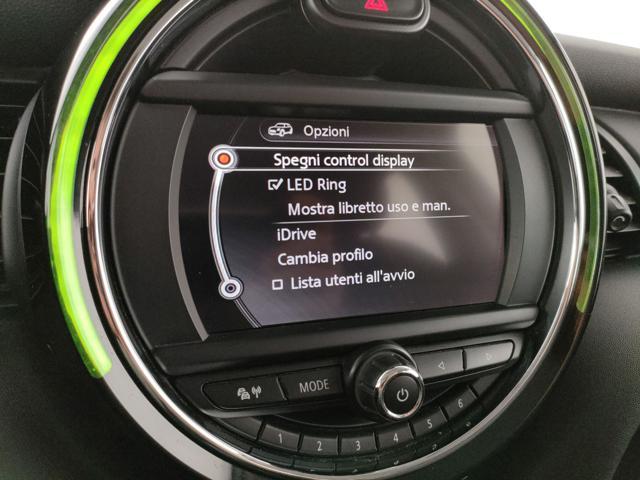 Opzioni
Spegni control display
LED Ring
Mostra libretto uso e man.
iDrive
Cambia profilo
Lista utenti all'avvio
MODE
1 2 3 4 5 6